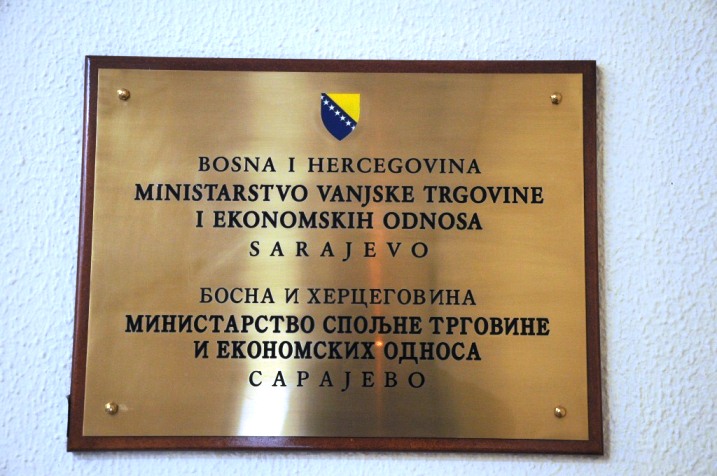 BOSNA I HERCEGOVINA
MINISTARSTVO VANJSKE TRGOVINE
I EKONOMSKIH ODNOSA
SARAJEVO
БОСНА И ХЕРЦЕГОВИНА
МИНИСТАРСТВО СПОЉНЕ ТРГОВИНЕ
И ЕКОНОМСКИХ ОДНОСА
САРАЈЕВО